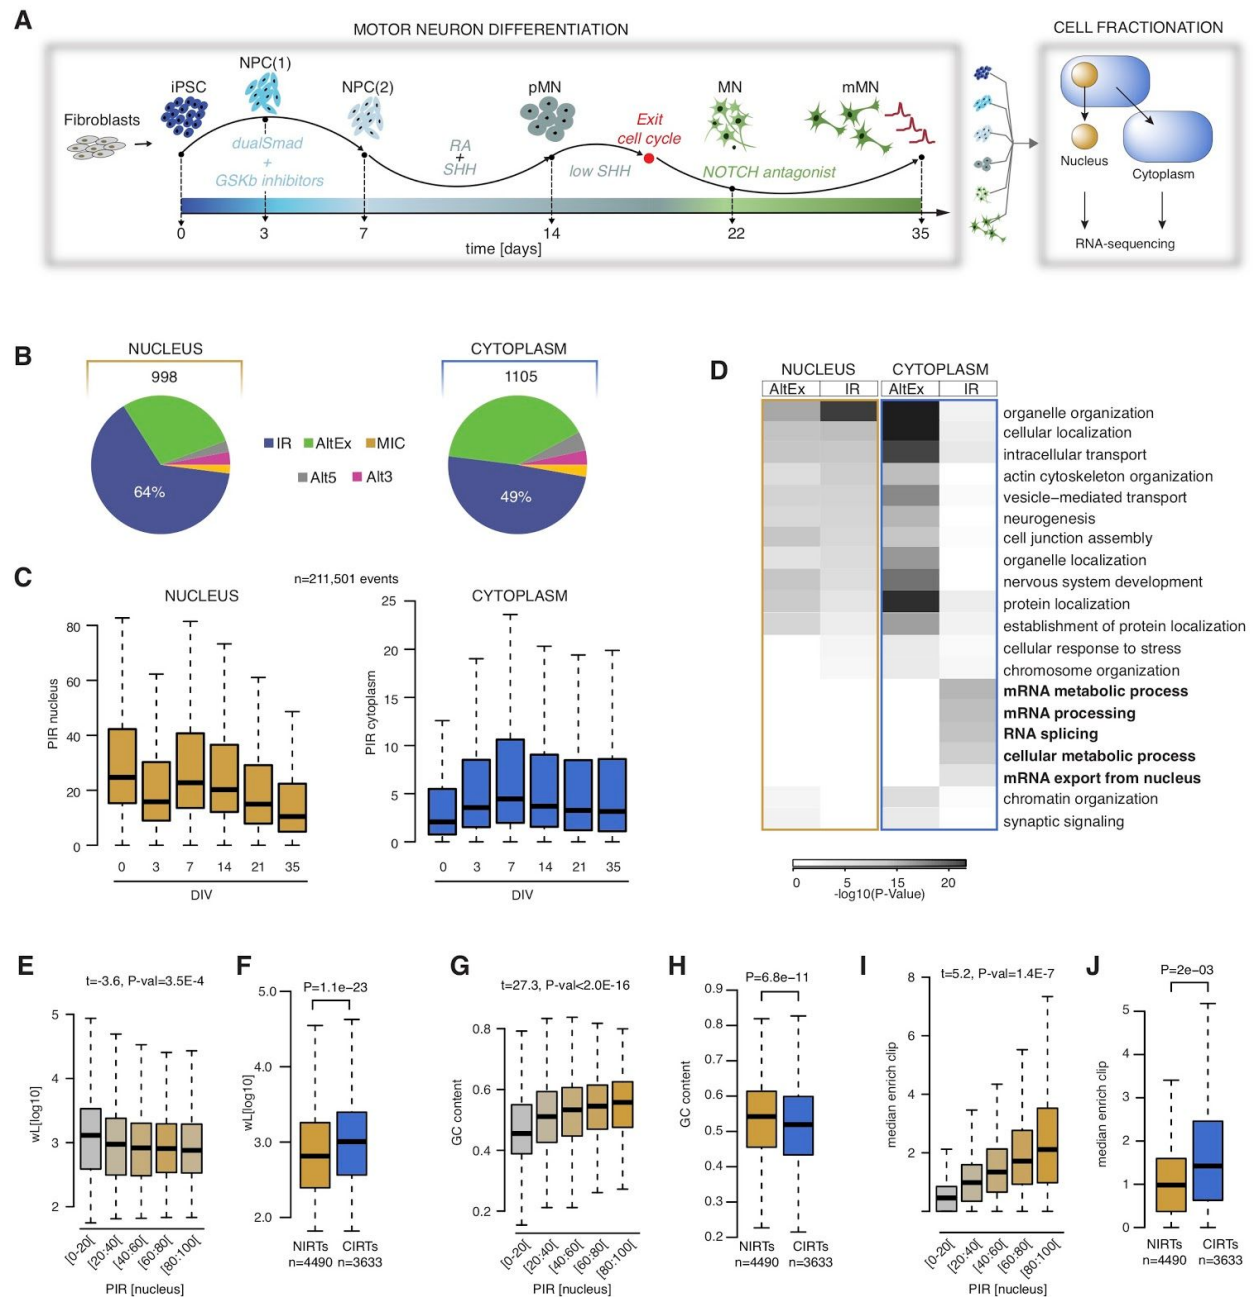 A
MOTOR NEURON DIFFERENTIATION
CELL FRACTIONATION
NPC(1)
iPSC
NPC(2)
pMN
MN
mMN
Fibroblasts
Exit
cell cycle
dualSmad
+
GSKb inhibitors
RA
+
SHH
low SHH
NOTCH antagonist
0
3
7
14
22
35
time [days]
Nucleus
Cytoplasm
RNA-sequencing
B
NUCLEUS
998
64%
IR AltEx MIC
Alt5 Alt3
CYTOPLASM
1105
49%
C
n=211,501 events
NUCLEUS
PIR nucleus
80
60
40
20
0
0 3 7 14 21 35
DIV
CYTOPLASM
PIR cytoplasm
25
20
15
10
5
0
0 3 7 14 21 35
DIV
D
NUCLEUS CYTOPLASM
AltEx IR AltEx IR
organelle organization
cellular localization
intracellular transport
actin cytoskeleton organization
vesicle−mediated transport
neurogenesis
cell junction assembly
organelle localization
nervous system development
protein localization
establishment of protein localization
cellular response to stress
chromosome organization
mRNA metabolic process
mRNA processing
RNA splicing
cellular metabolic process
mRNA export from nucleus
chromatin organization
synaptic signaling
0 5 15 20
-log10(P-Value)
E
t=-3.6, P-val=3.5E-4
wL[log10]
5
4
3
2
[0-20[
[20:40[
[40:60[
[60:80[
[80:100[
PIR [nucleus]
F
P=1.1e−23
wL[log10]
5.0
4.0
3.0
2.0
NIRTs CIRTs
n=4490 n=3633
G
t=27.3, P-val<2.0E-16
GC content
0.8
0.6
0.4
0.2
[0-20[
[20:40[
[40:60[
[60:80[
[80:100[
PIR [nucleus]
H
P=6.8e−11
GC content
0.9
0.8
0.7
0.6
0.5
0.4
0.3
0.2
NIRTs CIRTs
n=4490 n=3633
I
t=5.2, P-val=1.4E-7
median enrich clip
8
6
4
2
[0-20[
[20:40[
[40:60[
[60:80[
[80:100[
PIR [nucleus]
J
P=2e−03
median enrich clip
5
4
3
2
1
0
NIRTs CIRTs
n=4490 n=3633